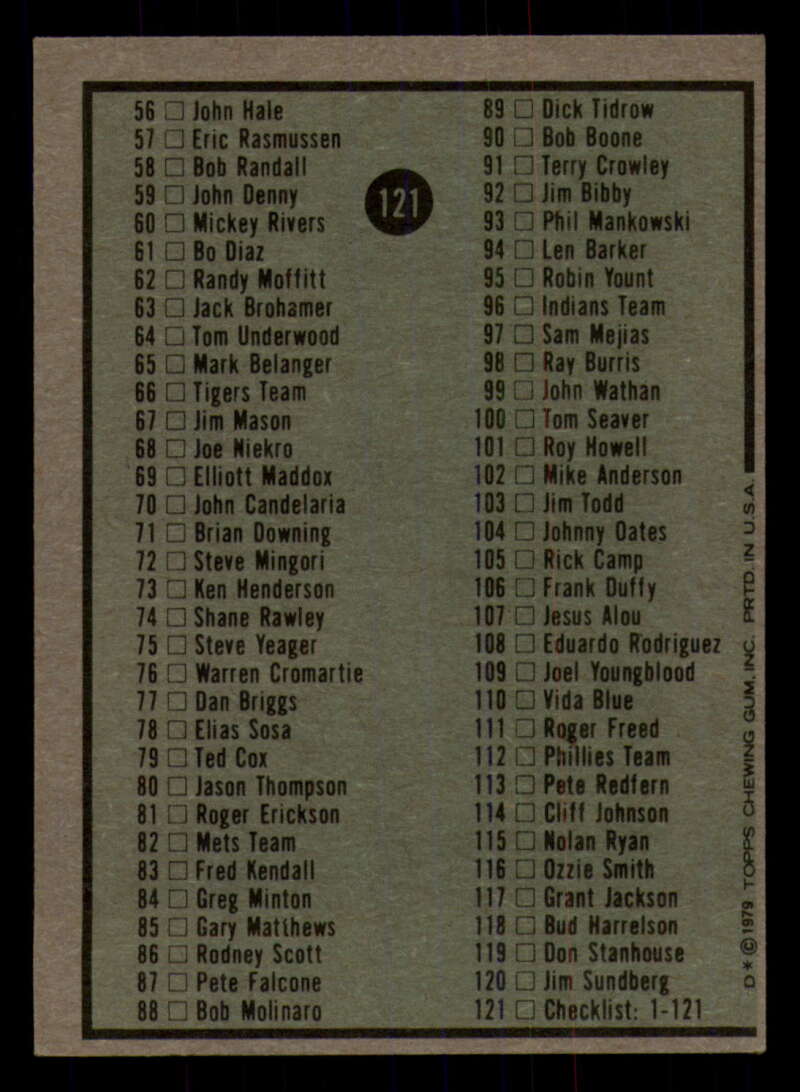 56 John Hale
57 Eric Rasmussen
58 Bob Randall
59 John Denny
60 Mickey Rivers
61 Bo Diaz
62 Randy Moffitt
63 Jack Brohamer
64 Tom Underwood
65 Mark Belanger
66 Tigers Team
67 Jim Mason
68 Joe Niekro
69 Elliott Maddox
70 John Candelaria
71 Brian Downing
72 Steve Mingori
73 Ken Henderson
74 Shane Rawley
75 Steve Yeager
76 Warren Cromartie
77 Dan Briggs
78 Elias Sosa
79 Ted Cox
80 Jason Thompson
81 Roger Erickson
82 Mets Team
83 Fred Kendall
84 Greg Minton
85 Gary Matthews
86 Rodney Scott
87 Pete Falcone
88 Bob Molinaro
121
89 Dick Tidrow
90 Bob Boone
91 Terry Crowley
92 Jim Bibby
93 Phil Mankowski
94 Len Barker
95 Robin Yount
96 Indians Team
97 Sam Mejias
98 Ray Burris
99 John Wathan
100 Tom Seaver
101 Roy Howell
102 Mike Anderson
103 Jim Todd
104 Johnny Oates
105 Rick Camp
106 Frank Duffy
107 Jesus Alou
108 Eduardo Rodriguez
109 Joel Youngblood
110 Vida Blue
111 Roger Freed
112 Phillies Team
113 Pete Redfern
114 Cliff Johnson
115 Nolan Ryan
116 Ozzie Smith
117 Grant Jackson
118 Bud Harrelson
119 Don Stanhouse
120 Jim Sundberg
121 Checklist: 1-121
D*©1979 TOPPS CHEWING GUM, INC. PRTD. IN U.S.A.